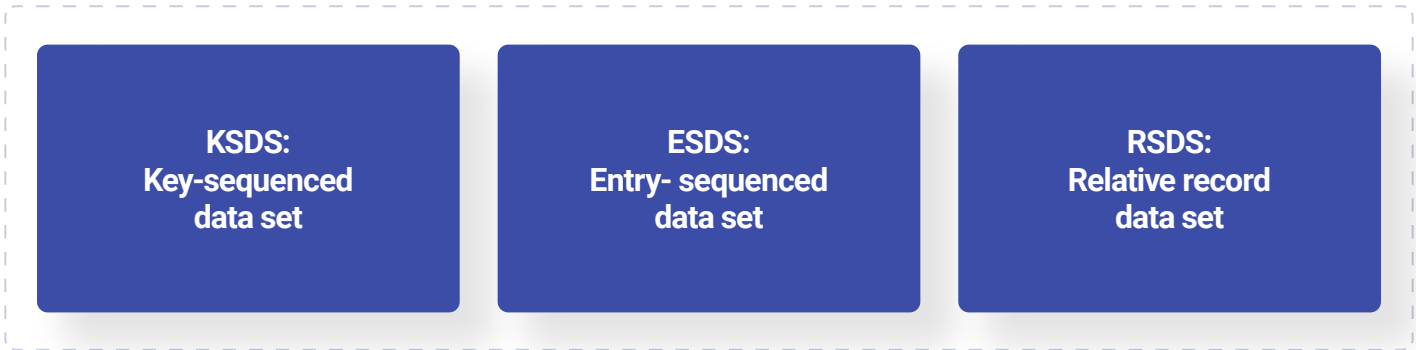 KSDS:
Key-sequenced
data set
ESDS:
Entry- sequenced
data set
RSDS:
Relative record
data set